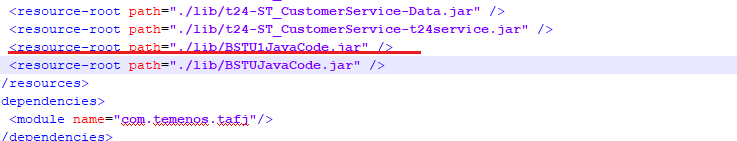 <resource-root path="./lib/t24-ST_CustomerService-Data.jar" />
<resource-root path="./lib/t24-ST_CustomerService-t24service.jar" />
<resource-root path="./lib/BSTU1JavaCode.jar" />
<resource-root path="./lib/BSTUJavaCode.jar" />
/resources>
dependencies>
<module name="com.temenos.tafj"/>
/dependencies>